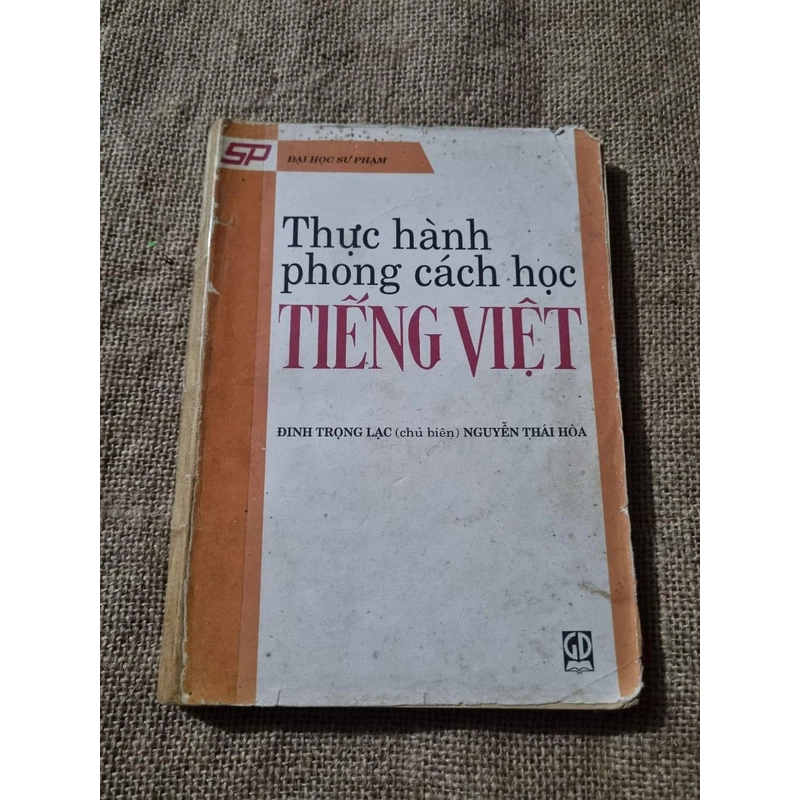 SP
ĐẠI HỌC SƯ PHẠM
Thực hành
phong cách học
TIẾNG VIỆT
ĐINH TRỌNG LẠC (chủ biên) NGUYỄN THÁI HÒA
GD